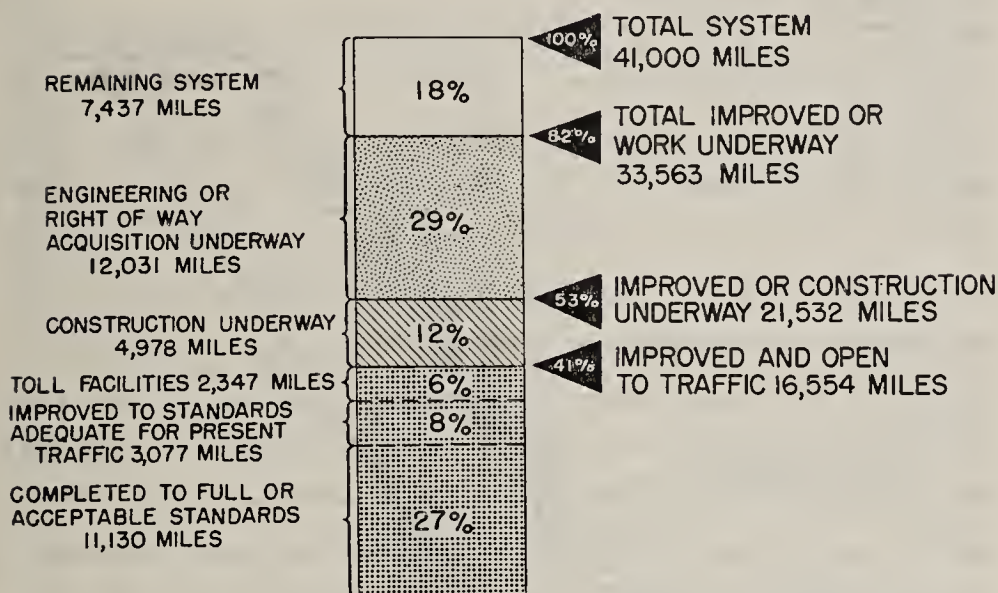 REMAINING SYSTEM
7,437 MILES
ENGINEERING OR
RIGHT OF WAY
ACQUISITION UNDERWAY
12,031 MILES
CONSTRUCTION UNDERWAY
4,978 MILES
TOLL FACILITIES 2,347 MILES
IMPROVED TO STANDARDS
ADEQUATE FOR PRESENT
TRAFFIC 3,077 MILES
COMPLETED TO FULL OR
ACCEPTABLE STANDARDS
11,130 MILES
18%
29%
12%
6%
8%
27%
100%
TOTAL SYSTEM
41,000 MILES
82%
TOTAL IMPROVED OR
WORK UNDERWAY
33,563 MILES
53%
IMPROVED OR CONSTRUCTION
UNDERWAY 21,532 MILES
41%
IMPROVED AND OPEN
TO TRAFFIC 16,554 MILES